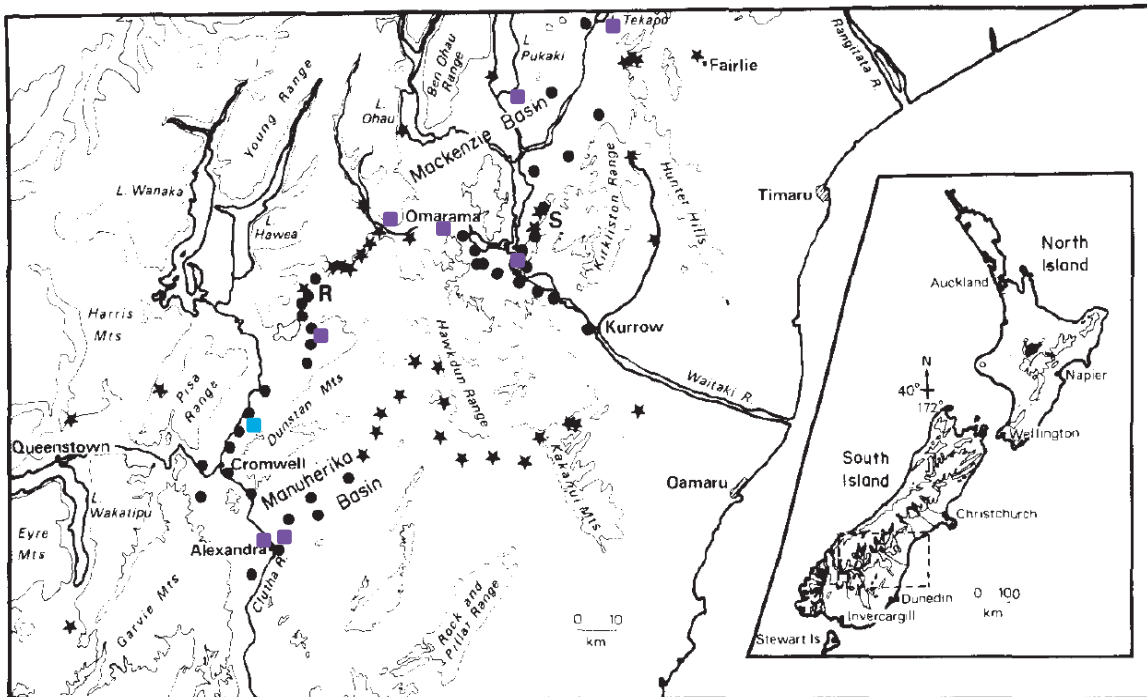 Tekapo
L.
Pukaki
Ben Ohau
Range
Fairlie
Rangitata R.
Young Range
L.
Ohau
Mackenzie
Basin
L. Wanaka
L.
Hawea
Omarama
S
Kirkliston Range
Hunter
Hills
Timaru
R
Harris
Mts
Kurrow
Pisa
Range
Dunstan Mts
Hawkdun Range
Waitaki R.
Queenstown
Cromwell
Manuherika
Basin
Kakanui Mts
Oamaru
L.
Wakatipu
Eyre
Mts
Alexandra
Clutha R.
Garvie Mts
Rock and
Pillar Range
0 10
km
North
Island
Auckland
N
40°
172°
Napier
Wellington
South
Island
Christchurch
Dunedin
Invercargill
Stewart Is.
0 100
km